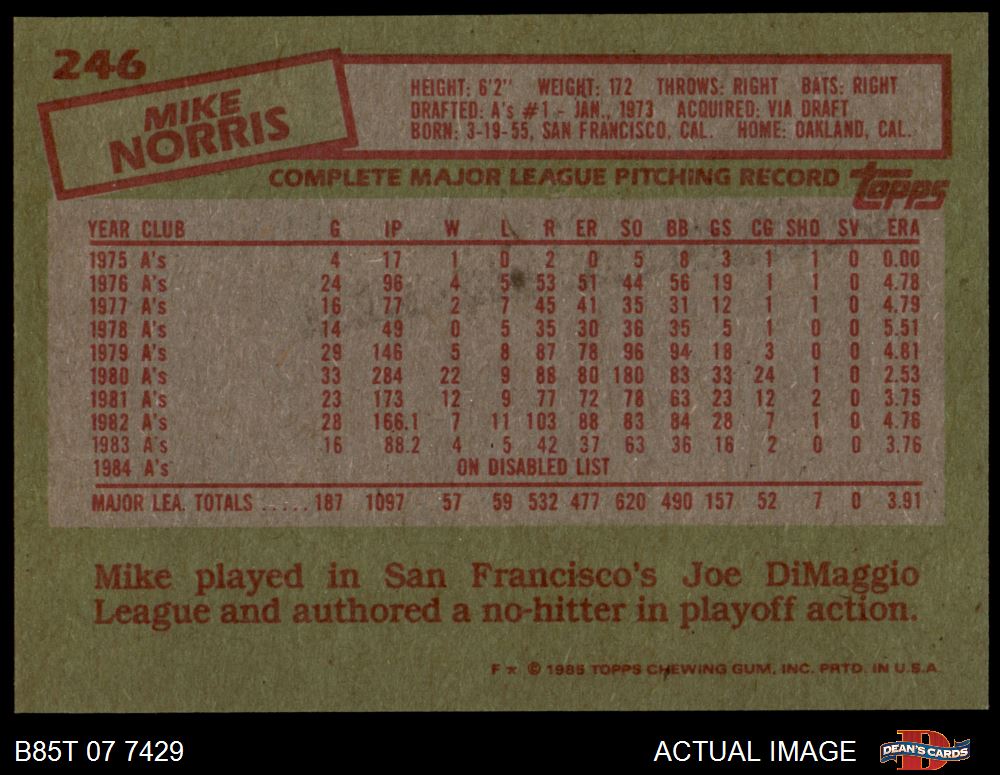 246
MIKE
NORRIS
HEIGHT: 6'2" WEIGHT: 172 THROWS: RIGHT BATS: RIGHT
DRAFTED: A's #1 - JAN., 1973 ACQUIRED: VIA DRAFT
BORN: 3-19-55, SAN FRANCISCO, CAL. HOME: OAKLAND, CAL.
COMPLETE MAJOR LEAGUE PITCHING RECORD topps
YEAR CLUB G IP W L R ER SO BB GS CG SHO SV ERA
1975 A's 4 17 1 0 2 0 5 8 3 1 1 0 0.00
1976 A's 24 96 4 5 53 51 44 56 19 1 1 0 4.78
1977 A's 16 77 2 7 45 41 35 31 12 1 1 0 4.79
1978 A's 14 49 0 5 35 30 36 35 5 1 0 0 5.51
1979 A's 29 146 5 8 87 78 96 94 18 3 0 0 4.81
1980 A's 33 284 22 9 88 80 180 83 33 24 1 0 2.53
1981 A's 23 173 12 9 77 72 78 63 23 12 2 0 3.75
1982 A's 28 166.1 7 11 103 88 83 84 28 7 1 0 4.76
1983 A's 16 88.2 4 5 42 37 63 36 16 2 0 0 3.76
1984 A's ON DISABLED LIST
MAJOR LEA. TOTALS ..... 187 1097 57 59 532 477 620 490 157 52 7 0 3.91
Mike played in San Francisco's Joe DiMaggio
League and authored a no-hitter in playoff action.
F * © 1985 TOPPS CHEWING GUM, INC. PRTD. IN U.S.A.
B85T 07 7429 ACTUAL IMAGE D DEAN'S CARDS